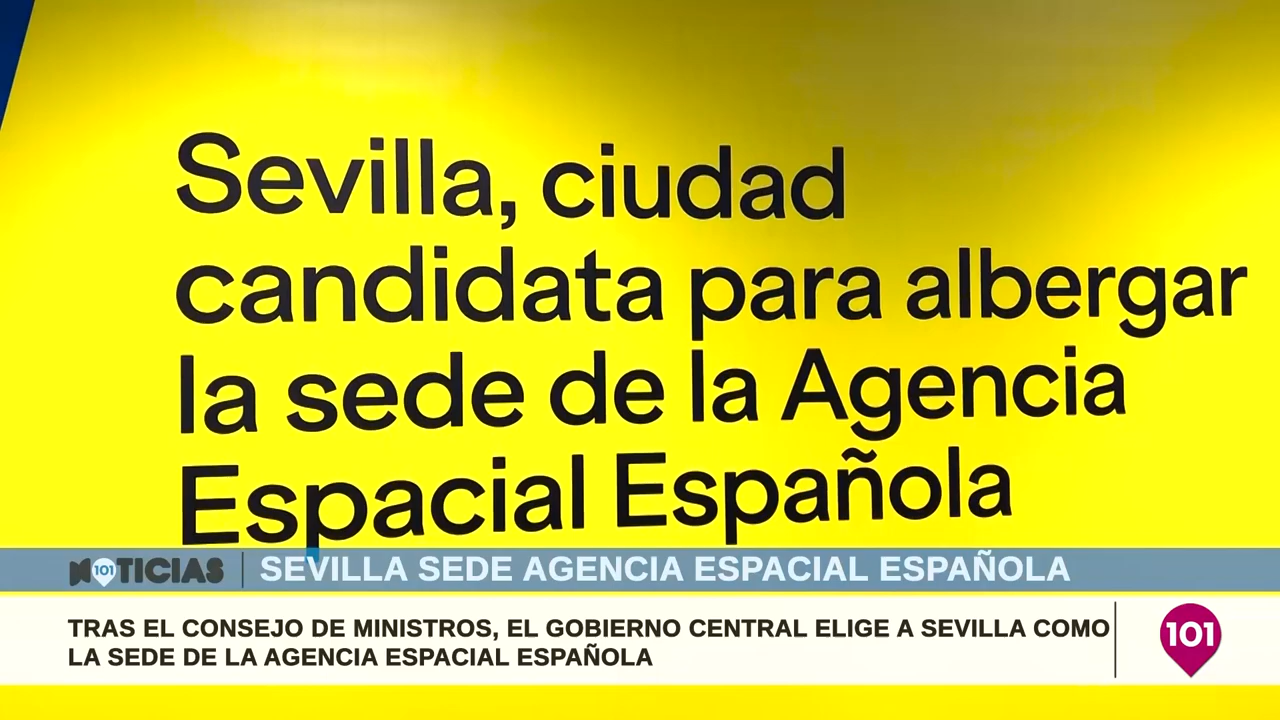 Sevilla, ciudad
candidata para albergar
la sede de la Agencia
Espacial Española
NOTICIAS
101
SEVILLA SEDE AGENCIA ESPACIAL ESPAÑOLA
TRAS EL CONSEJO DE MINISTROS, EL GOBIERNO CENTRAL ELIGE A SEVILLA COMO
LA SEDE DE LA AGENCIA ESPACIAL ESPAÑOLA
101